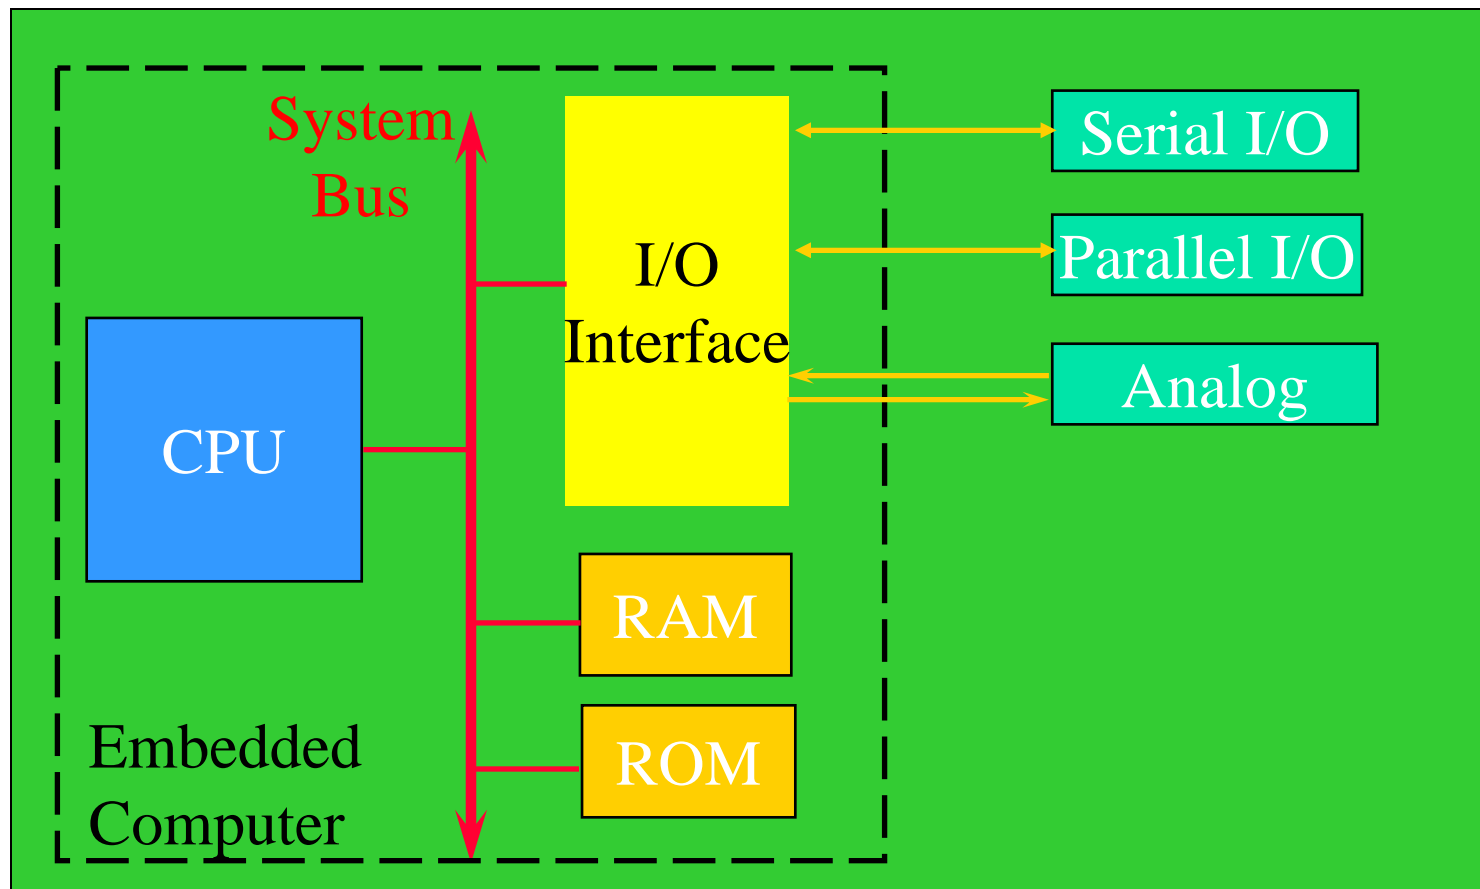 System
Bus
I/O
Interface
Serial I/O
Parallel I/O
Analog
CPU
RAM
ROM
Embedded
Computer